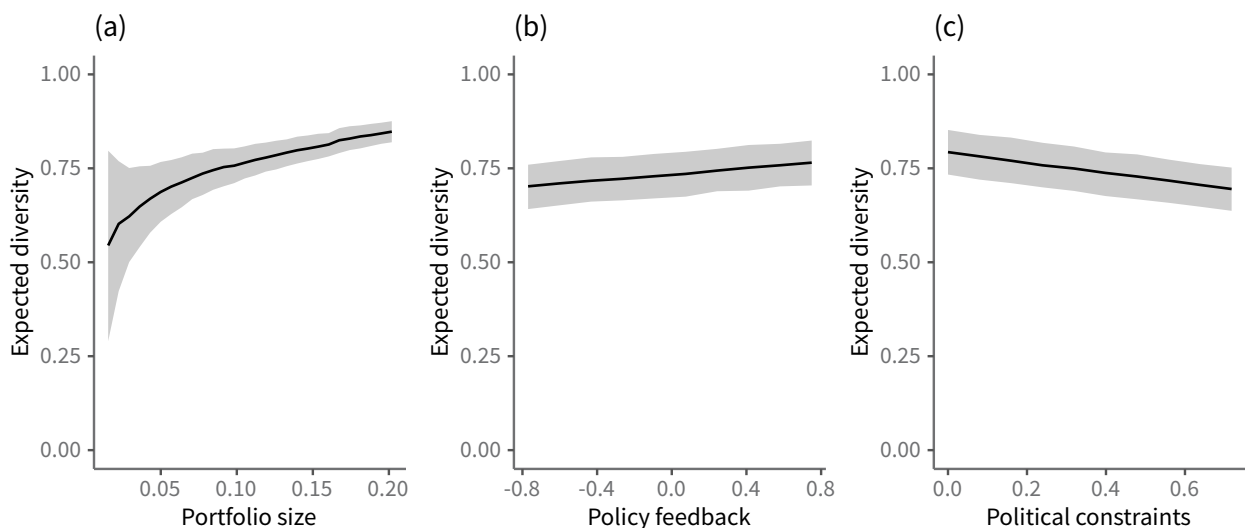 (a)
Expected diversity
1.00
0.75
0.50
0.25
0.00
0.05 0.10 0.15 0.20
Portfolio size
(b)
Expected diversity
1.00
0.75
0.50
0.25
0.00
-0.8 -0.4 0.0 0.4 0.8
Policy feedback
(c)
Expected diversity
1.00
0.75
0.50
0.25
0.00
0.0 0.2 0.4 0.6
Political constraints